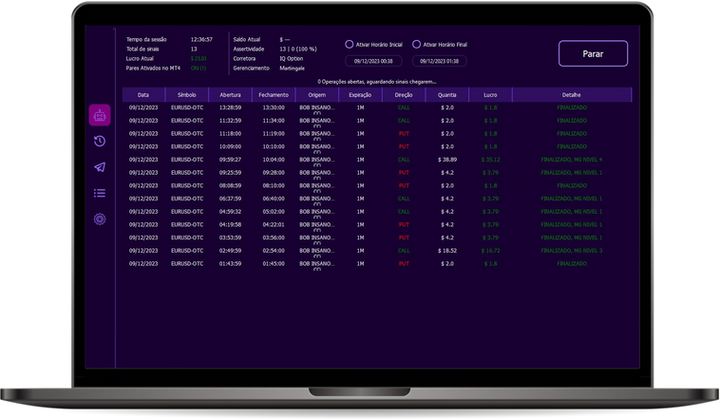 Tempo da sessão 12:36:57 Saldo Atual $ ---
Total de sinais 13 Assertividade 13 | 0 (100 %) Ativar Horário Inicial Ativar Horário Final
Lucro Atual Corretora IQ Option 09/12/2023 00:38 09/12/2023 01:38 Parar
Pares Ativados no MT4 ON (1) Gerenciamento Martingale
0 Operações abertas, aguardando sinais chegarem...
Data Símbolo Abertura Fechamento Origem Expiração Direção Quantia Lucro Detalhe
09/12/2023 EURUSD-OTC 13:28:59 13:30:00 BOB INSANO... 1M CALL $ 2.0 $ 1.8 FINALIZADO
09/12/2023 EURUSD-OTC 11:32:59 11:34:00 BOB INSANO... 1M CALL $ 2.0 $ 1.8 FINALIZADO
09/12/2023 EURUSD-OTC 11:18:00 11:19:00 BOB INSANO... 1M PUT $ 2.0 $ 1.8 FINALIZADO
09/12/2023 EURUSD-OTC 10:09:00 10:10:00 BOB INSANO... 1M PUT $ 2.0 $ 1.8 FINALIZADO
09/12/2023 EURUSD-OTC 09:59:27 10:04:00 BOB INSANO... 1M CALL $ 38.89 $ 35.12 FINALIZADO, MG NIVEL 4
09/12/2023 EURUSD-OTC 09:25:59 09:28:00 BOB INSANO... 1M PUT $ 4.2 $ 3.79 FINALIZADO, MG NIVEL 1
09/12/2023 EURUSD-OTC 08:08:59 08:10:00 BOB INSANO... 1M PUT $ 2.0 $ 1.8 FINALIZADO
09/12/2023 EURUSD-OTC 06:37:59 06:40:00 BOB INSANO... 1M CALL $ 4.2 $ 3.79 FINALIZADO, MG NIVEL 1
09/12/2023 EURUSD-OTC 04:59:32 05:02:00 BOB INSANO... 1M CALL $ 4.2 $ 3.79 FINALIZADO, MG NIVEL 1
09/12/2023 EURUSD-OTC 04:19:58 04:22:01 BOB INSANO... 1M PUT $ 4.2 $ 3.79 FINALIZADO, MG NIVEL 1
09/12/2023 EURUSD-OTC 03:53:59 03:56:00 BOB INSANO... 1M PUT $ 4.2 $ 3.79 FINALIZADO, MG NIVEL 1
09/12/2023 EURUSD-OTC 02:49:59 02:54:00 BOB INSANO... 1M CALL $ 18.52 $ 16.72 FINALIZADO, MG NIVEL 3
09/12/2023 EURUSD-OTC 01:43:59 01:45:00 BOB INSANO... 1M PUT $ 2.0 $ 1.8 FINALIZADO